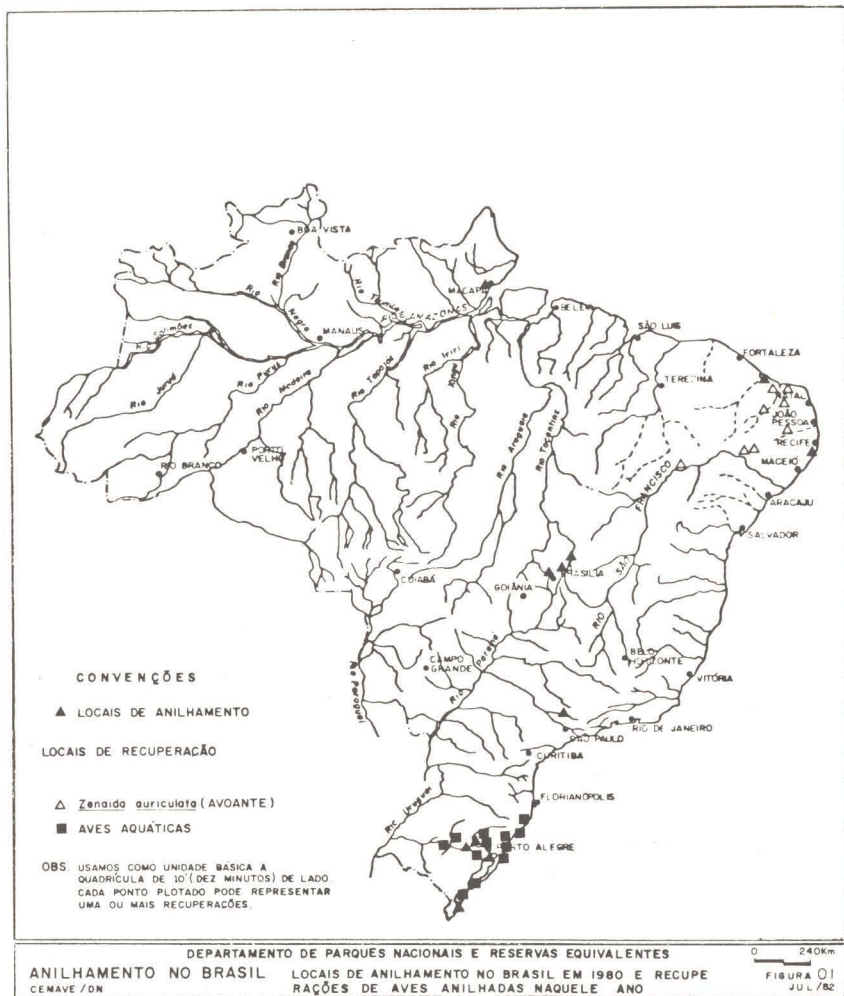 BOA VISTA
Rio Branco
MACAPÁ
Rio
Negro
RIO AMAZONAS
BELÉM
SÃO LUIS
MANAUS
Solimões
FORTALEZA
Rio Iriri
TEREZINA
Rio Purus
Rio Madeira
Rio Tapajós
Rio Xingu
NATAL
Rio Juruá
JOÃO
PESSOA
Rio Araguaia
Rio Tocantins
RECIFE
PORTO
VELHO
RIO BRANCO
MACEIÓ
FRANCISCO
ARACAJU
SALVADOR
CUIABÁ
BRASÍLIA
SÃO
GOIÂNIA
RIO
Rio Paraná
BELO
HORIZONTE
CAMPO
GRANDE
VITÓRIA
Rio Paraguai
RIO DE JANEIRO
SÃO PAULO
CURITIBA
FLORIANÓPOLIS
Rio Uruguai
PORTO ALEGRE
CONVENÇÕES
LOCAIS DE ANILHAMENTO
LOCAIS DE RECUPERAÇÃO
Zenaida auriculata (AVOANTE)
AVES AQUÁTICAS
OBS: USAMOS COMO UNIDADE BÁSICA A
QUADRÍCULA DE 10' (DEZ MINUTOS) DE LADO.
CADA PONTO PLOTADO PODE REPRESENTAR
UMA OU MAIS RECUPERAÇÕES.
DEPARTAMENTO DE PARQUES NACIONAIS E RESERVAS EQUIVALENTES
0 240Km
ANILHAMENTO NO BRASIL
LOCAIS DE ANILHAMENTO NO BRASIL EM 1980 E RECUPE
RAÇÕES DE AVES ANILHADAS NAQUELE ANO
FIGURA 01
CEMAVE/DN
JUL/82